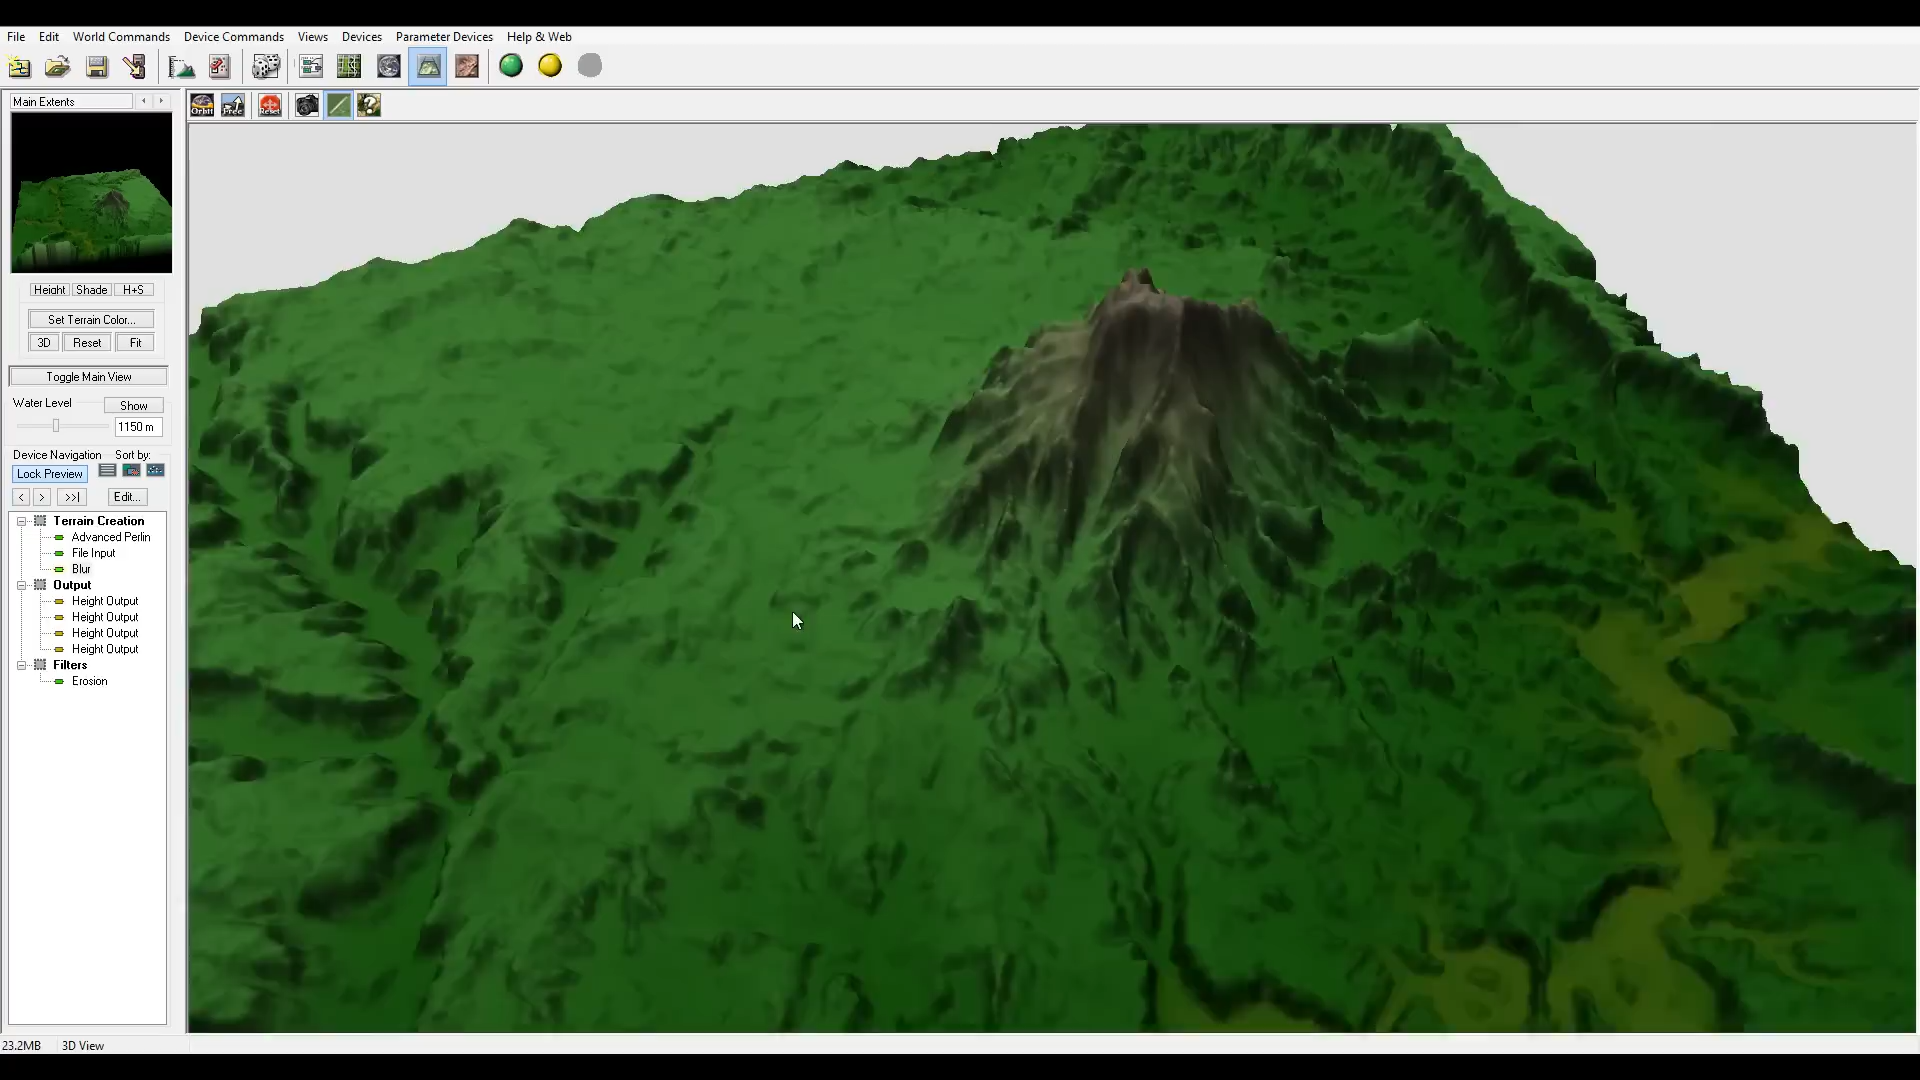 File Edit World Commands Device Commands Views Devices Parameter Devices Help & Web
Orbit Free Reset
Main Extents
Height Shade H+S
Set Terrain Color...
3D Reset Fit
Toggle Main View
Water Level Show
1150 m
Device Navigation Sort by:
Lock Preview
< > >>| Edit...
Terrain Creation
Advanced Perlin
File Input
Blur
Output
Height Output
Height Output
Height Output
Height Output
Filters
Erosion
23.2MB 3D View